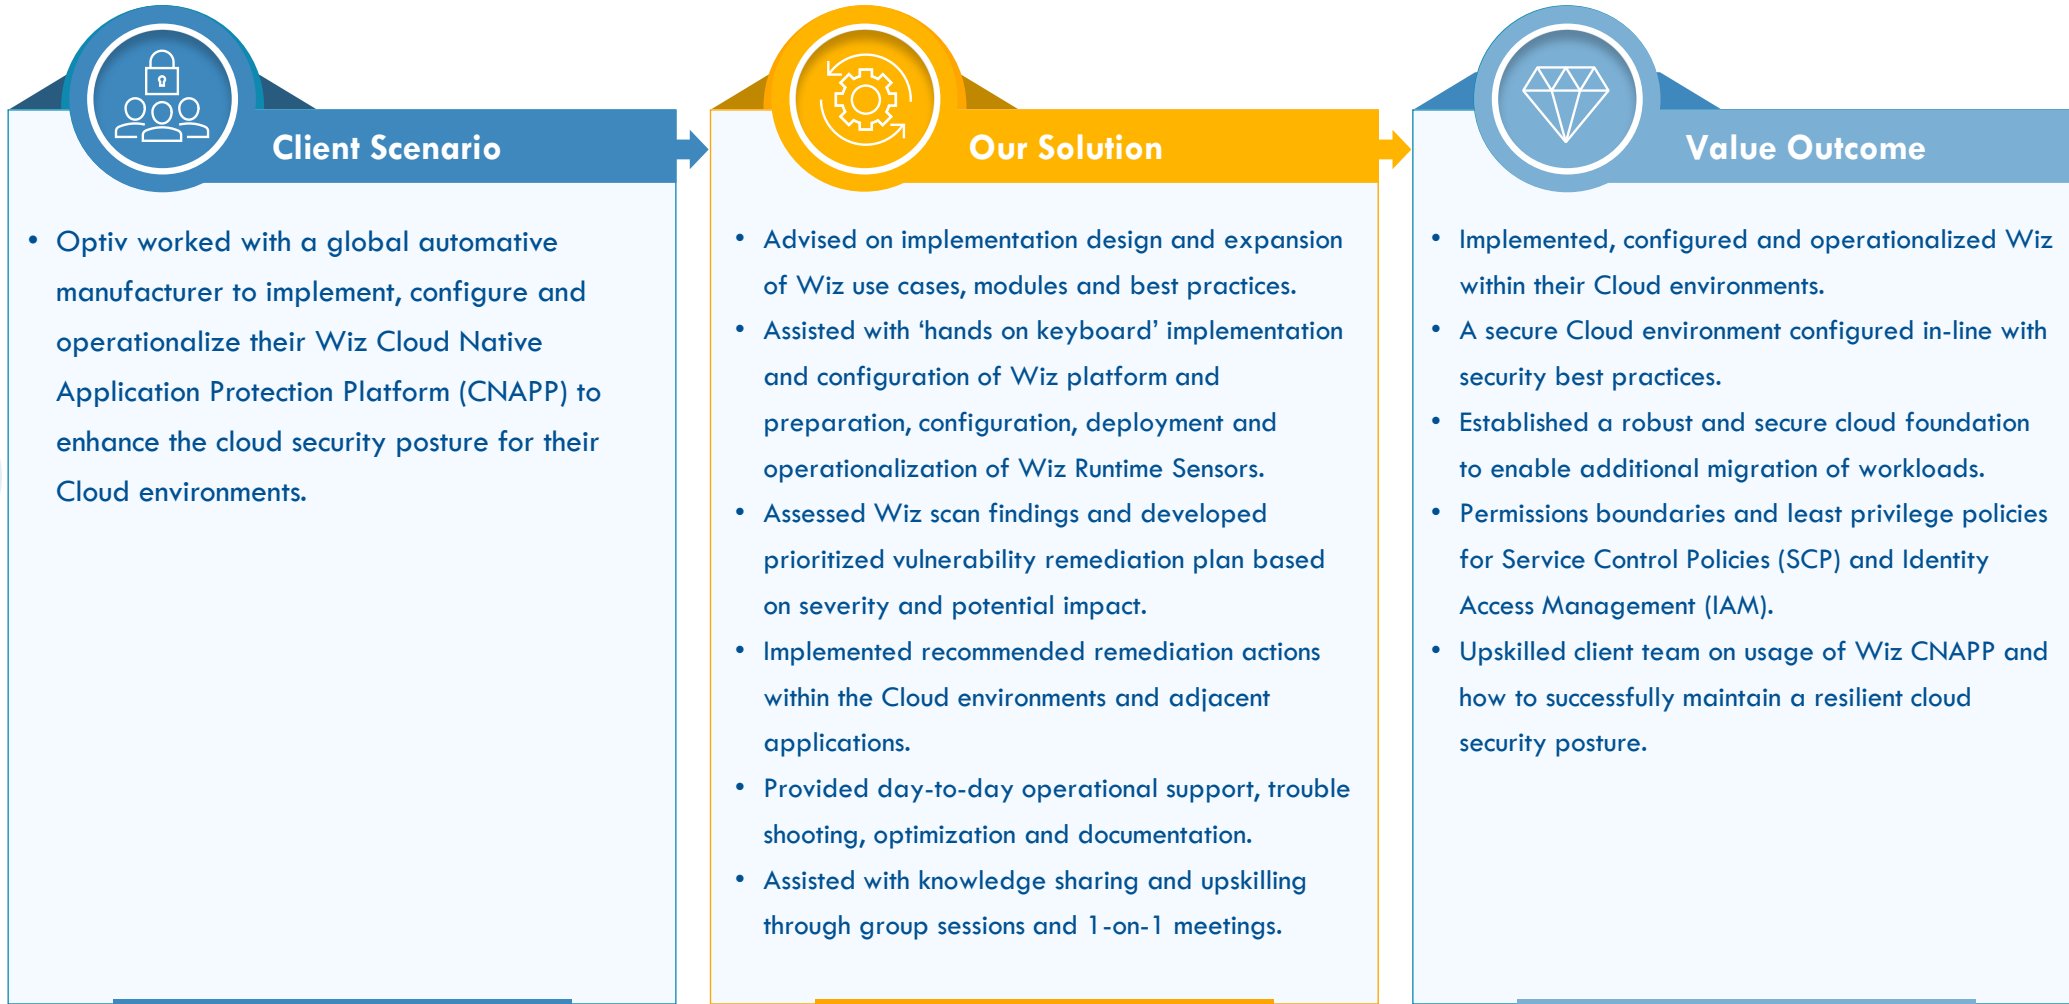 Client Scenario
• Optiv worked with a global automative
manufacturer to implement, configure and
operationalize their Wiz Cloud Native
Application Protection Platform (CNAPP) to
enhance the cloud security posture for their
Cloud environments.
Our Solution
• Advised on implementation design and expansion
of Wiz use cases, modules and best practices.
• Assisted with ‘hands on keyboard’ implementation
and configuration of Wiz platform and
preparation, configuration, deployment and
operationalization of Wiz Runtime Sensors.
• Assessed Wiz scan findings and developed
prioritized vulnerability remediation plan based
on severity and potential impact.
• Implemented recommended remediation actions
within the Cloud environments and adjacent
applications.
• Provided day-to-day operational support, trouble
shooting, optimization and documentation.
• Assisted with knowledge sharing and upskilling
through group sessions and 1-on-1 meetings.
Value Outcome
• Implemented, configured and operationalized Wiz
within their Cloud environments.
• A secure Cloud environment configured in-line with
security best practices.
• Established a robust and secure cloud foundation
to enable additional migration of workloads.
• Permissions boundaries and least privilege policies
for Service Control Policies (SCP) and Identity
Access Management (IAM).
• Upskilled client team on usage of Wiz CNAPP and
how to successfully maintain a resilient cloud
security posture.